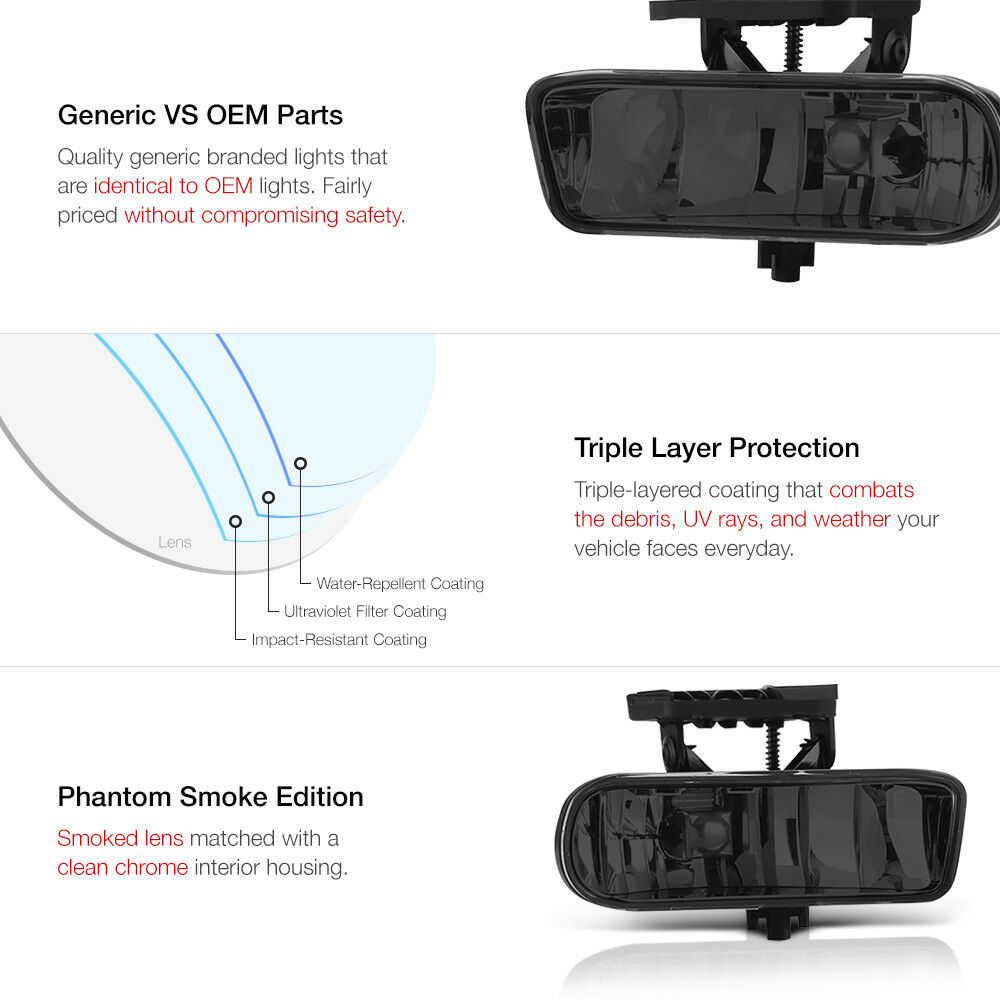 Generic VS OEM Parts
Quality generic branded lights that
are identical to OEM lights. Fairly
priced without compromising safety.
Triple Layer Protection
Triple-layered coating that combats
the debris, UV rays, and weather your
vehicle faces everyday.
Lens
Water-Repellent Coating
Ultraviolet Filter Coating
Impact-Resistant Coating
Phantom Smoke Edition
Smoked lens matched with a
clean chrome interior housing.